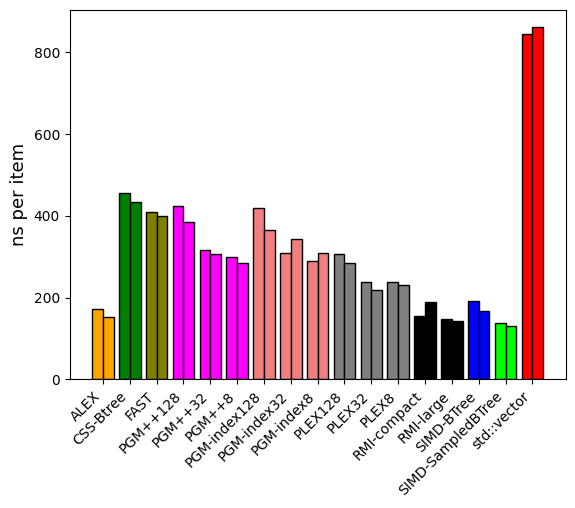 ns per item
800
600
400
200
0
ALEX
CSS-Btree
FAST
PGM++128
PGM++32
PGM++8
PGM-index128
PGM-index32
PGM-index8
PLEX128
PLEX32
PLEX8
RMI-compact
RMI-large
SIMD-BTree
SIMD-SampledBTree
std::vector